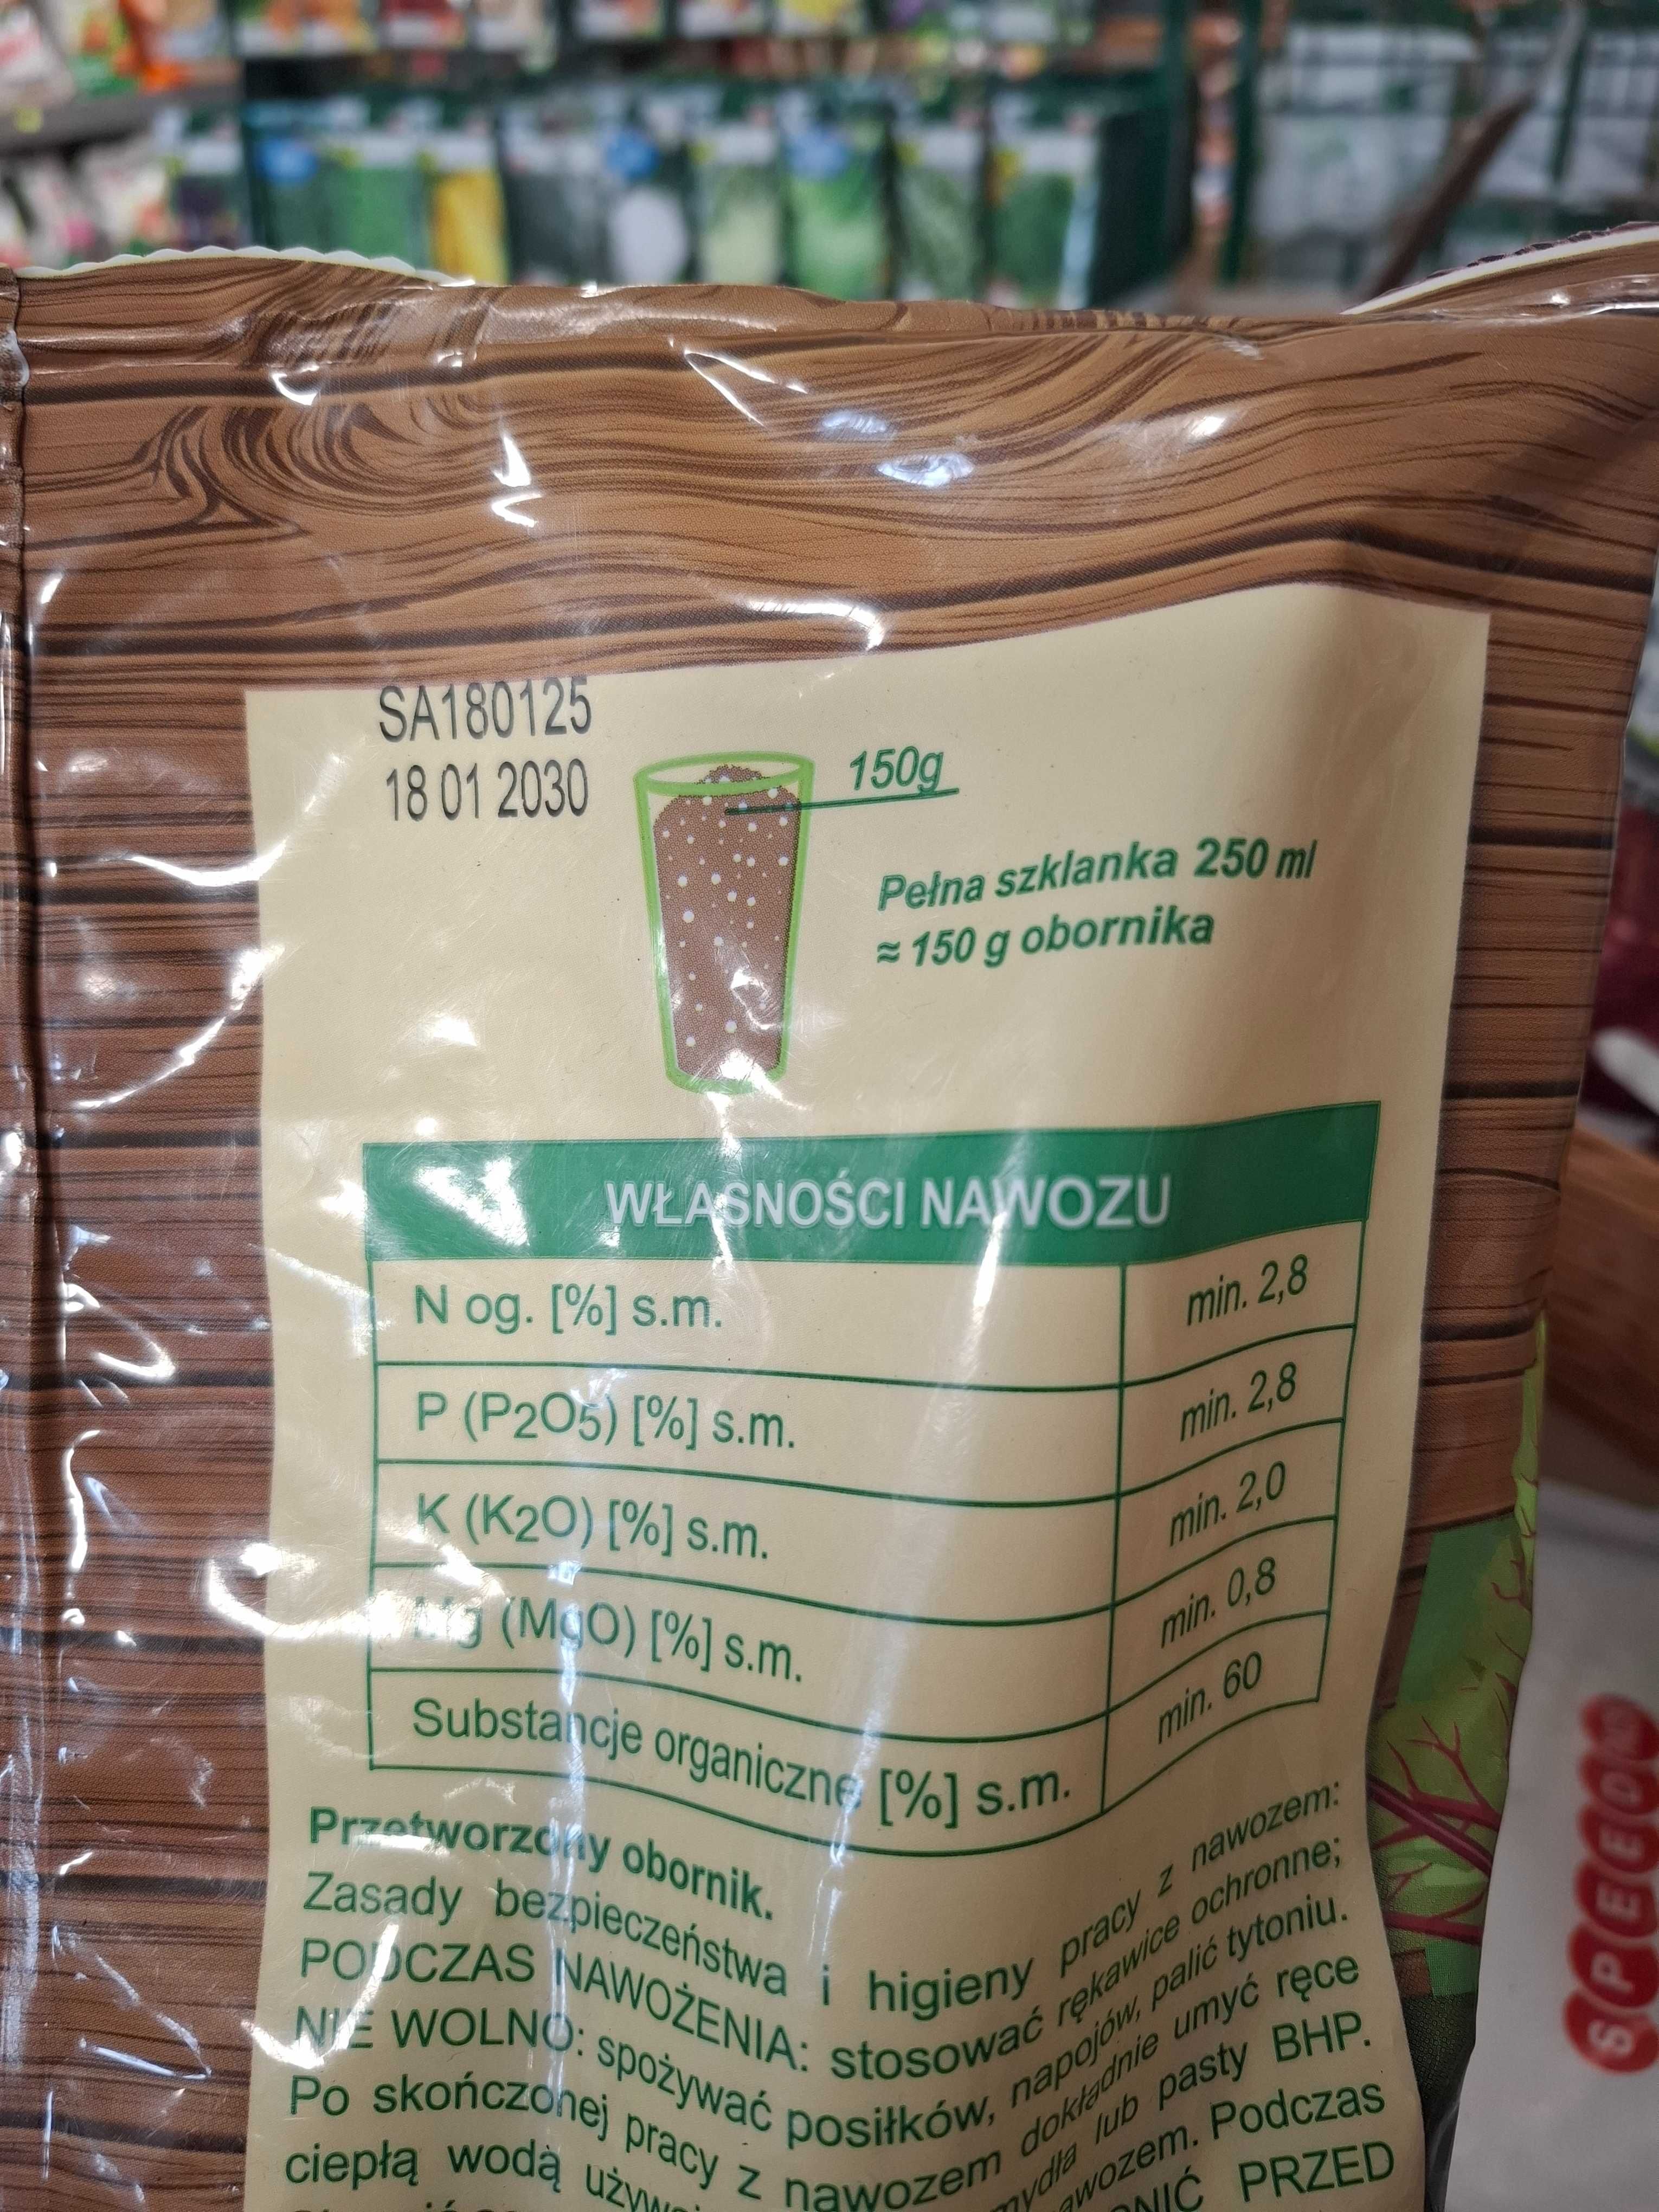 SA180125
18 01 2030
150g
Pełna szklanka 250 ml
≈ 150 g obornika
WŁASNOŚCI NAWOZU
N og. [%] s.m. min. 2,8
P (P2O5) [%] s.m. min. 2,8
K (K2O) [%] s.m. min. 2,0
Mg (MgO) [%] s.m. min. 0,8
Substancje organiczne [%] s.m. min. 60
Przetworzony obornik.
Zasady bezpieczeństwa i higieny pracy z nawozem:
PODCZAS NAWOŻENIA: stosować rękawice ochronne;
NIE WOLNO: spożywać posiłków, napojów, palić tytoniu.
Po skończonej pracy z nawozem dokładnie umyć ręce
ciepłą wodą mydła lub pasty BHP.
Podczas
PRZED
SPEED